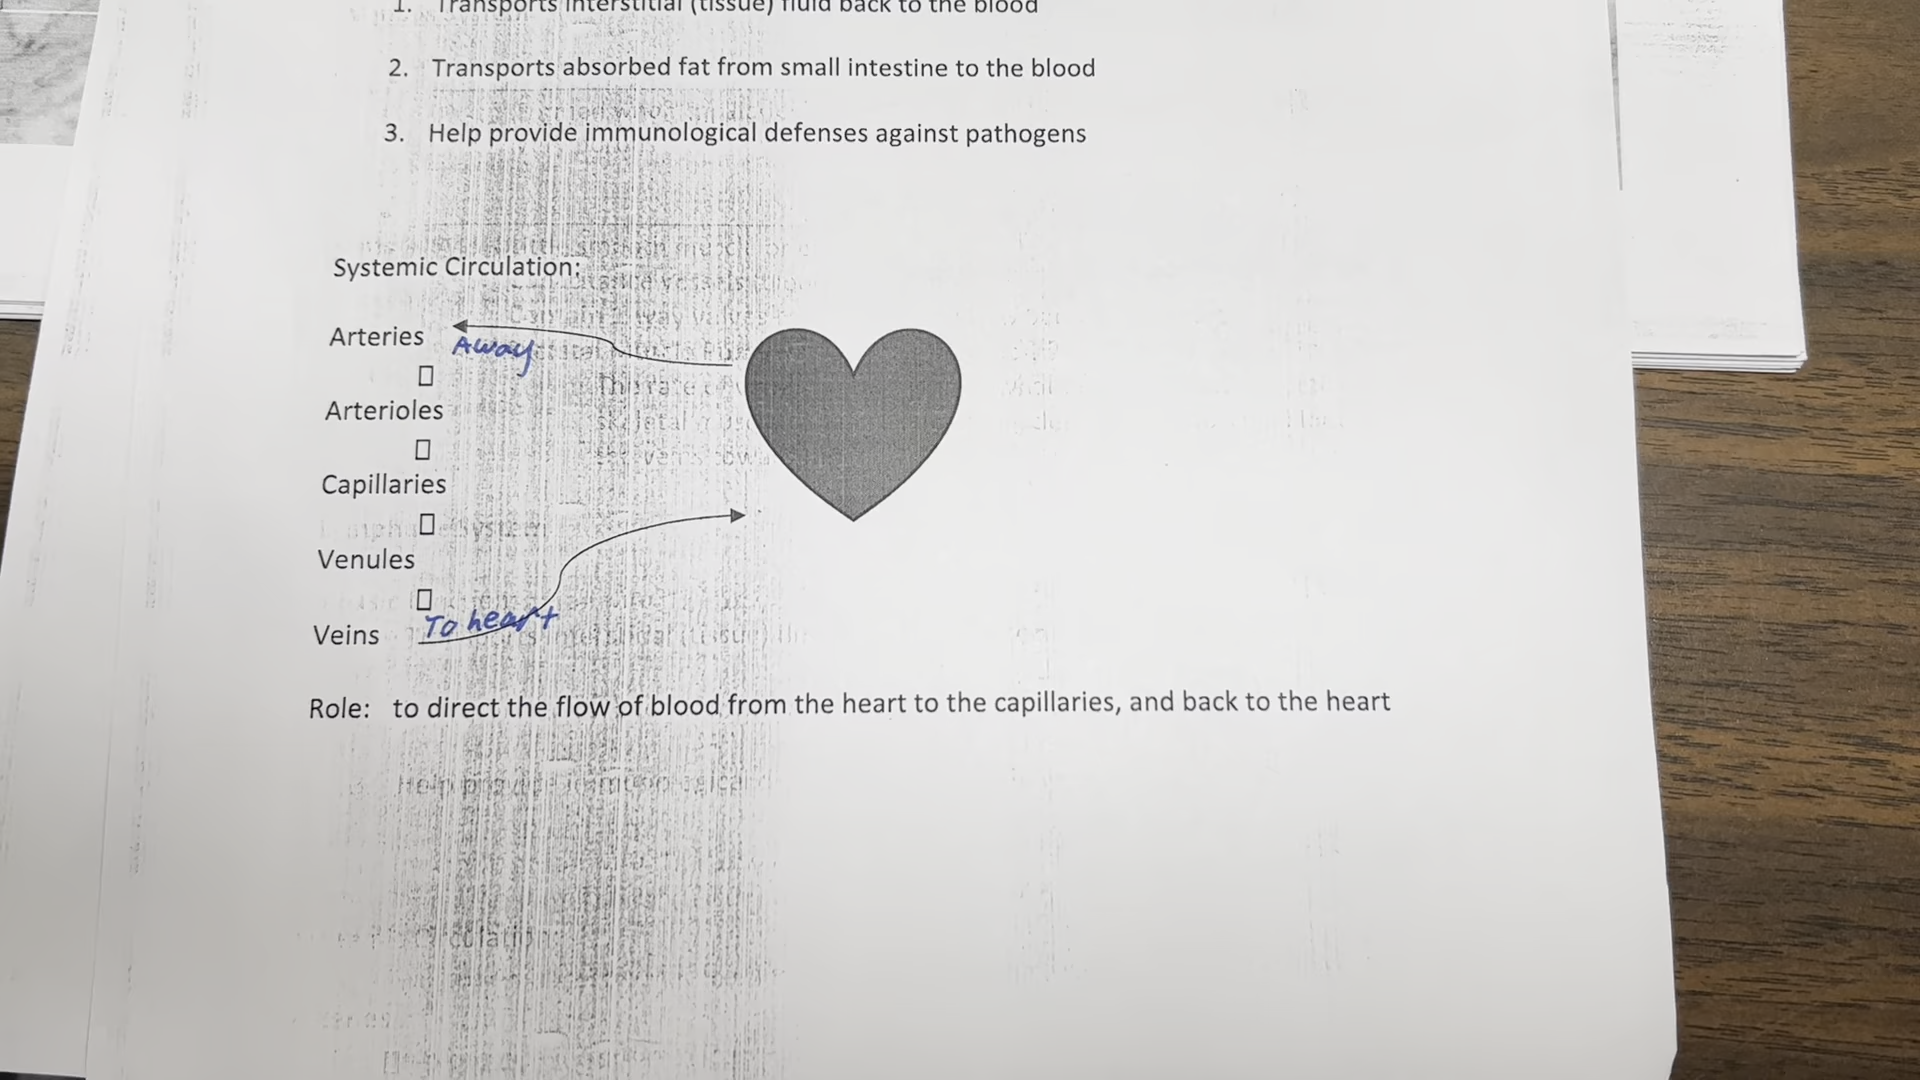 1. Transports interstitial (tissue) fluid back to the blood
2. Transports absorbed fat from small intestine to the blood
3. Help provide immunological defenses against pathogens
Systemic Circulation:
Arteries
Away
Arterioles
Capillaries
Venules
Veins To heart
Role: to direct the flow of blood from the heart to the capillaries, and back to the heart